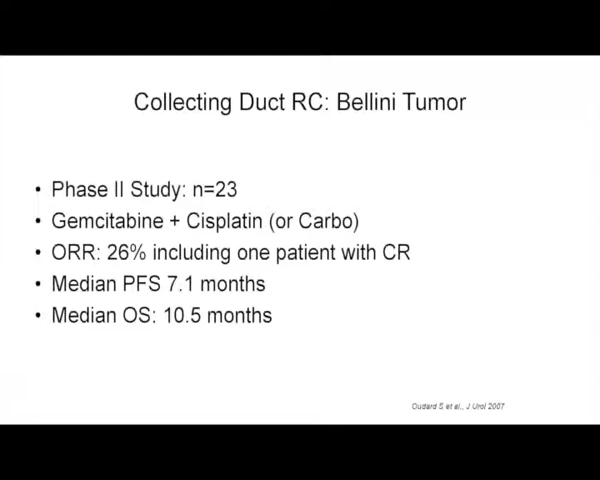 Collecting Duct RC: Bellini Tumor
• Phase II Study: n=23
• Gemcitabine + Cisplatin (or Carbo)
• ORR: 26% including one patient with CR
• Median PFS 7.1 months
• Median OS: 10.5 months
Oudard S et al., J Urol 2007